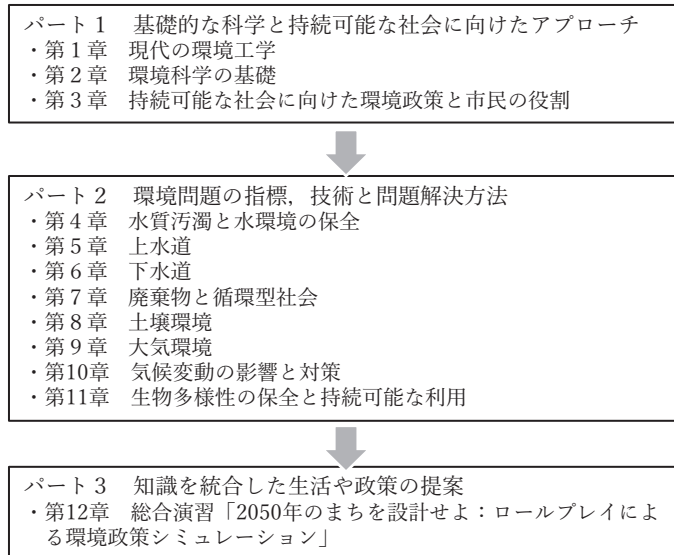 パート1　基礎的な科学と持続可能な社会に向けたアプローチ
・第1章　現代の環境工学
・第2章　環境科学の基礎
・第3章　持続可能な社会に向けた環境政策と市民の役割
パート2　環境問題の指標，技術と問題解決方法
・第4章　水質汚濁と水環境の保全
・第5章　上水道
・第6章　下水道
・第7章　廃棄物と循環型社会
・第8章　土壌環境
・第9章　大気環境
・第10章　気候変動の影響と対策
・第11章　生物多様性の保全と持続可能な利用
パート3　知識を統合した生活や政策の提案
・第12章　総合演習「2050年のまちを設計せよ：ロールプレイによ
る環境政策シミュレーション」